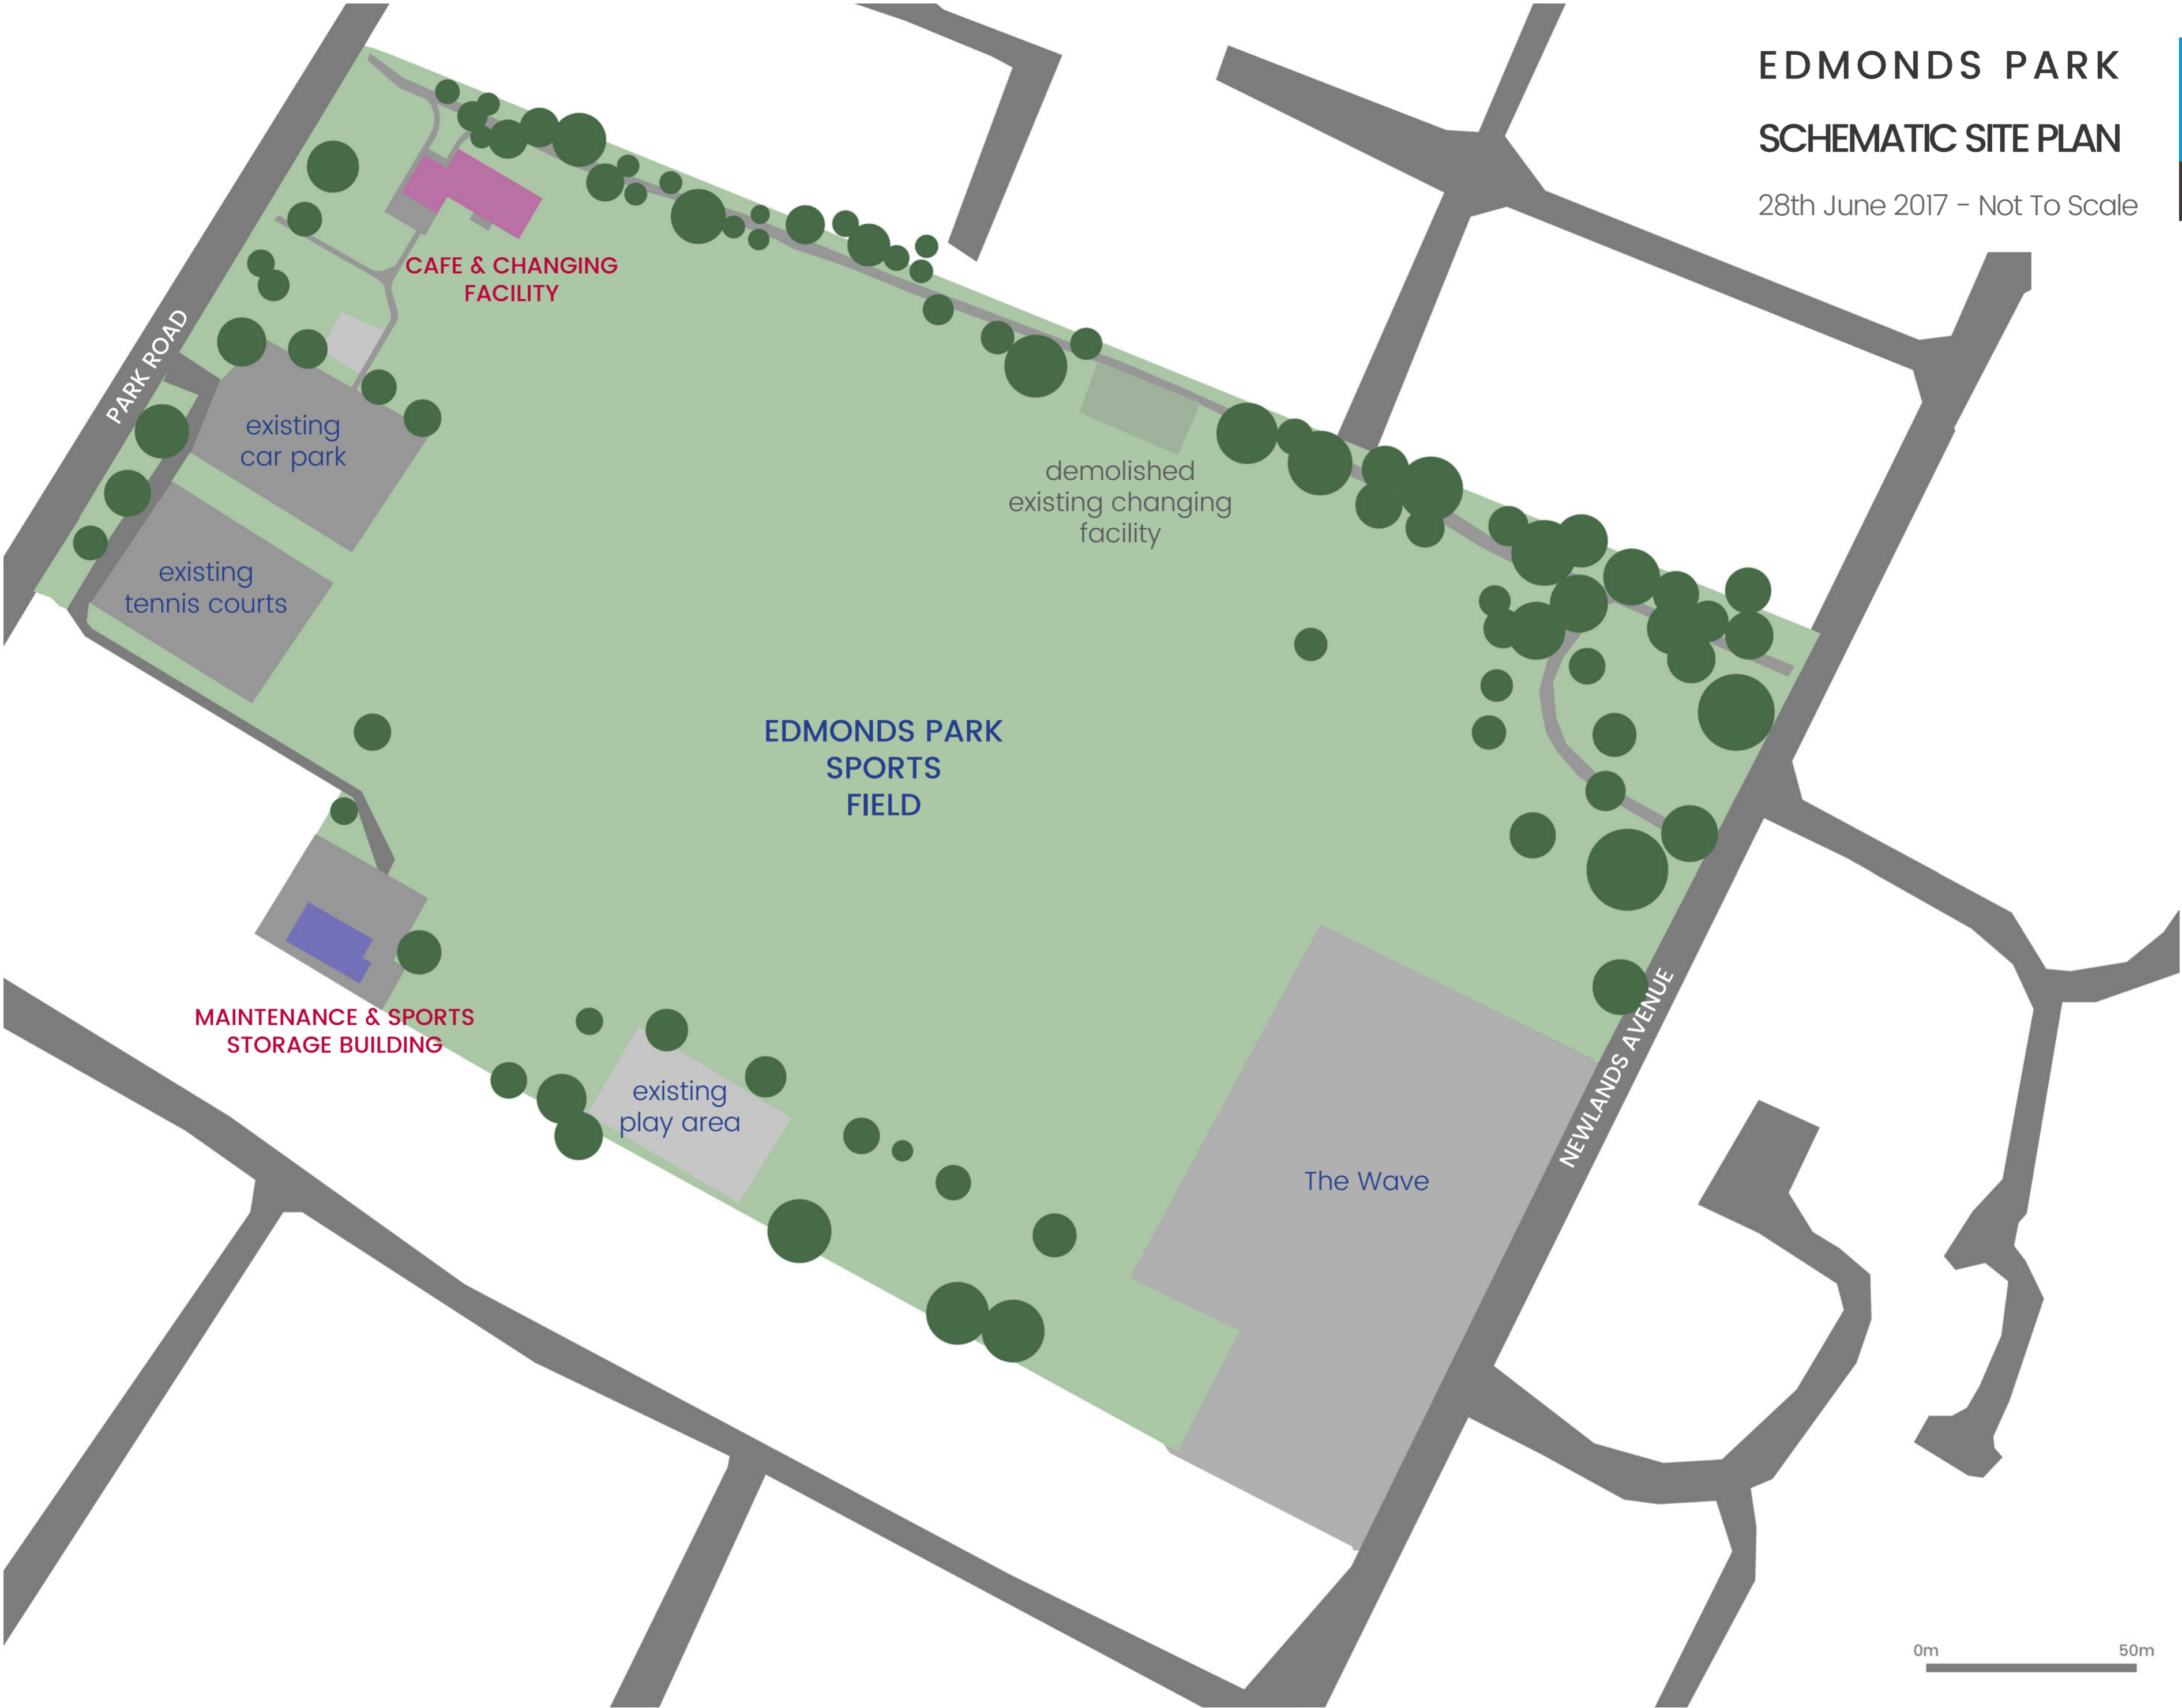 EDMONDS PARK
SCHEMATIC SITE PLAN
28th June 2017 - Not To Scale
CAFE & CHANGING
FACILITY
PARK ROAD
existing
car park
demolished
existing changing
facility
existing
tennis courts
EDMONDS PARK
SPORTS
FIELD
MAINTENANCE & SPORTS
STORAGE BUILDING
existing
play area
NEWLANDS AVENUE
The Wave
0m
50m